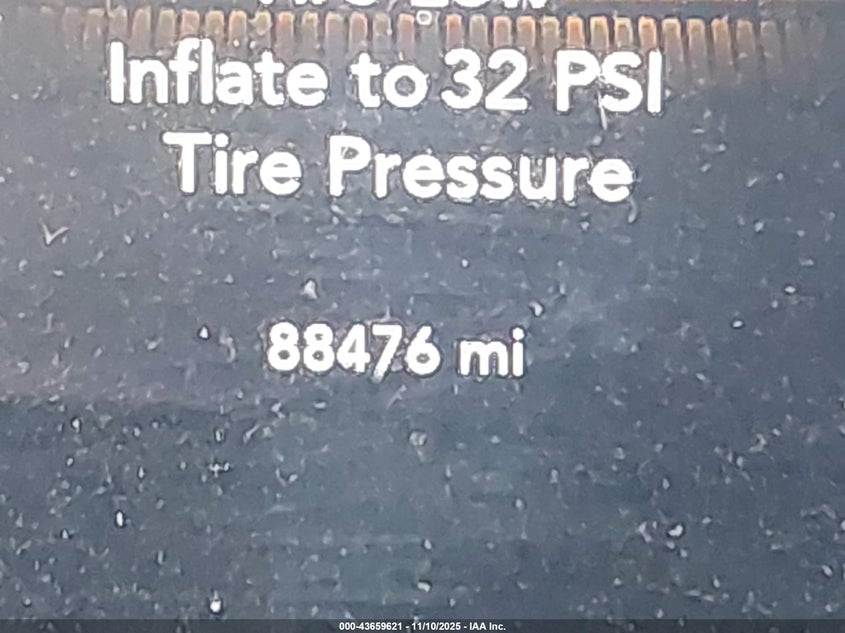 Inflate to 32 PSI
Tire Pressure
88476 mi
000-43659621 - 11/10/2025 - IAA Inc.